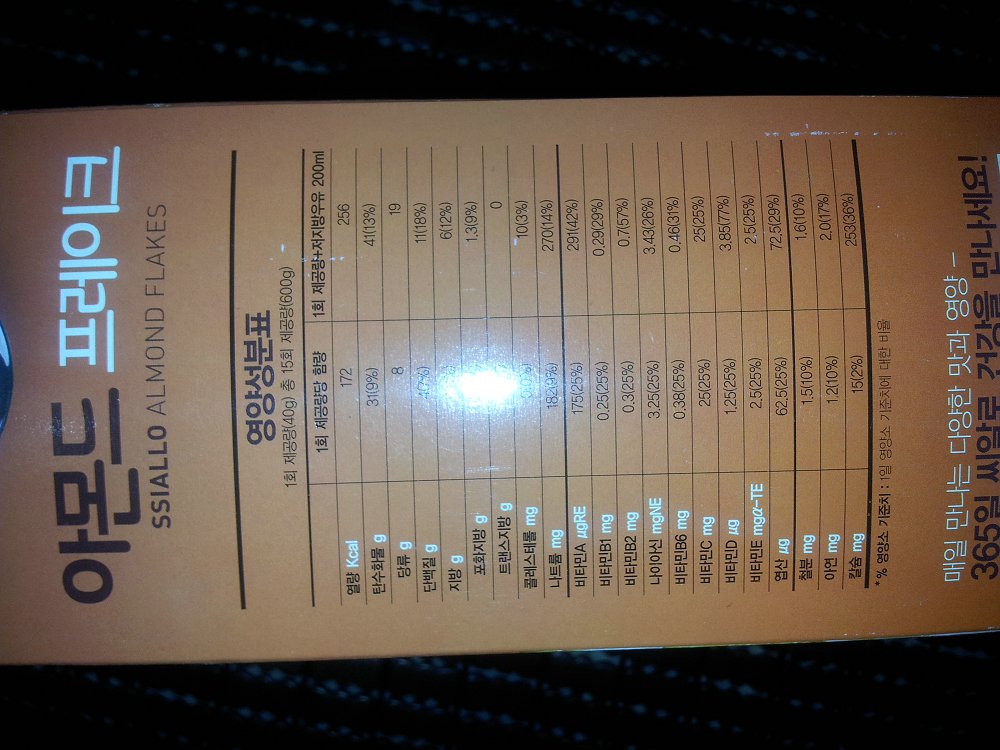 아몬드 프레이크
SSIALLO ALMOND FLAKES
영양성분표
1회 제공량(40g) 총 15회 제공량(600g)
1회 제공량당 함량 1회 제공량+저지방우유 200ml
열량 Kcal 172 256
탄수화물 g 31(9%) 41(13%)
당류 g 8 19
단백질 g 11(18%)
지방 g 6(12%)
포화지방 g 1.3(9%)
트랜스지방 g 0
콜레스테롤 mg 10(3%)
나트륨 mg 182(9%) 270(14%)
비타민A μgRE 175(25%) 291(42%)
비타민B1 mg 0.25(25%) 0.29(29%)
비타민B2 mg 0.3(25%) 0.7(57%)
나이아신 mgNE 3.25(25%) 3.43(26%)
비타민B6 mg 0.38(25%) 0.46(31%)
비타민C mg 25(25%) 25(25%)
비타민D μg 1.25(25%) 3.85(77%)
비타민E mgα-TE 2.5(25%) 2.5(25%)
엽산 μg 62.5(25%) 72.5(29%)
철분 mg 1.5(10%) 1.6(10%)
아연 mg 1.2(10%) 2.0(17%)
칼슘 mg 15(2%) 253(36%)
*% 영양소 기준치 : 1일 영양소 기준치에 대한 비율
매일 만나는 다양한 맛과 영양 –
365일 씨알로 건강을 만나세요!